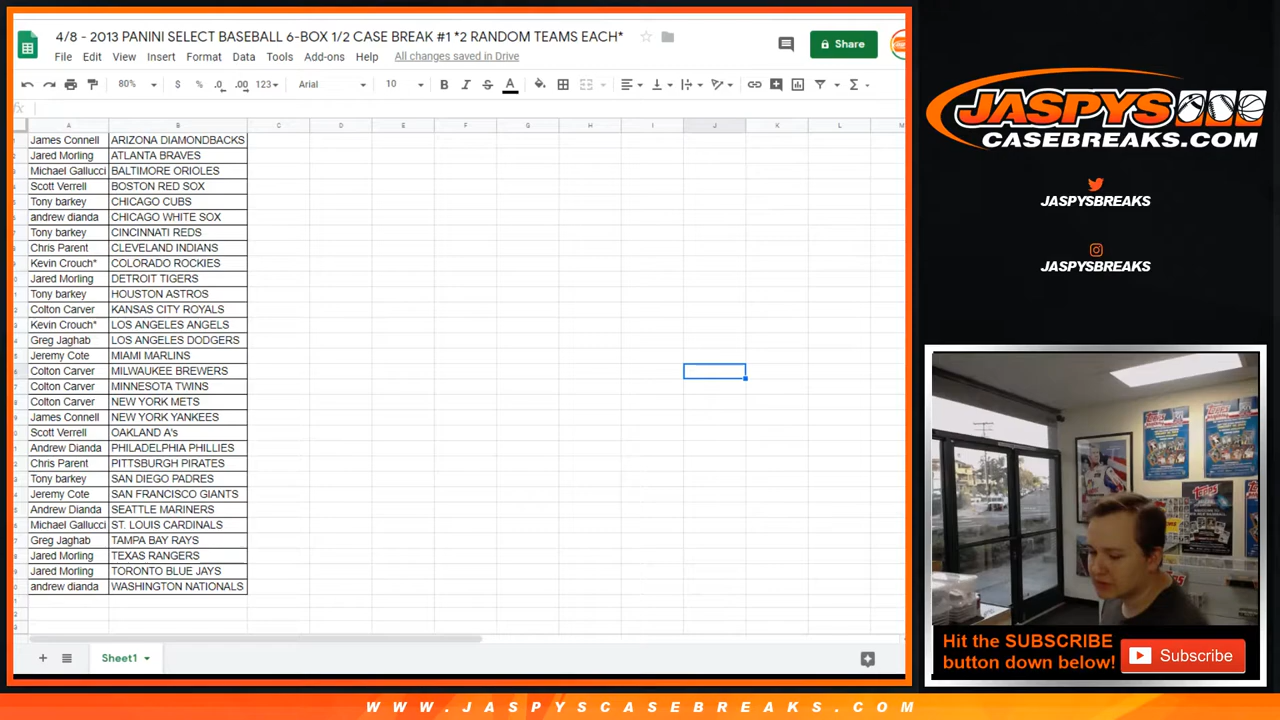 4/8 - 2013 PANINI SELECT BASEBALL 6-BOX 1/2 CASE BREAK #1 *2 RANDOM TEAMS EACH*
File Edit View Insert Format Data Tools Add-ons Help All changes saved in Drive
Share
80% $ % .0 .00 123 Arial 10 B I S A
fx
A B C D E F G H I J K L M
James Connell ARIZONA DIAMONDBACKS
Jared Morling ATLANTA BRAVES
Michael Gallucci BALTIMORE ORIOLES
Scott Verrell BOSTON RED SOX
Tony barkey CHICAGO CUBS
andrew dianda CHICAGO WHITE SOX
Tony barkey CINCINNATI REDS
Chris Parent CLEVELAND INDIANS
Kevin Crouch* COLORADO ROCKIES
Jared Morling DETROIT TIGERS
Tony barkey HOUSTON ASTROS
Colton Carver KANSAS CITY ROYALS
Kevin Crouch* LOS ANGELES ANGELS
Greg Jaghab LOS ANGELES DODGERS
Jeremy Cote MIAMI MARLINS
Colton Carver MILWAUKEE BREWERS
Colton Carver MINNESOTA TWINS
Colton Carver NEW YORK METS
James Connell NEW YORK YANKEES
Scott Verrell OAKLAND A's
Andrew Dianda PHILADELPHIA PHILLIES
Chris Parent PITTSBURGH PIRATES
Tony barkey SAN DIEGO PADRES
Jeremy Cote SAN FRANCISCO GIANTS
Andrew Dianda SEATTLE MARINERS
Michael Gallucci ST. LOUIS CARDINALS
Greg Jaghab TAMPA BAY RAYS
Jared Morling TEXAS RANGERS
Jared Morling TORONTO BLUE JAYS
andrew dianda WASHINGTON NATIONALS
Sheet1
JASPYS
CASEBREAKS.COM
JASPYSBREAKS
JASPYSBREAKS
Topps
Topps
Topps
Hit the SUBSCRIBE
button down below!
Subscribe
WWW.JASPYSCASEBREAKS.COM